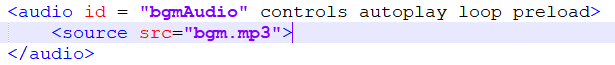 <audio id = "bgmAudio" controls autoplay loop preload>
    <source src="bgm.mp3">
</audio>